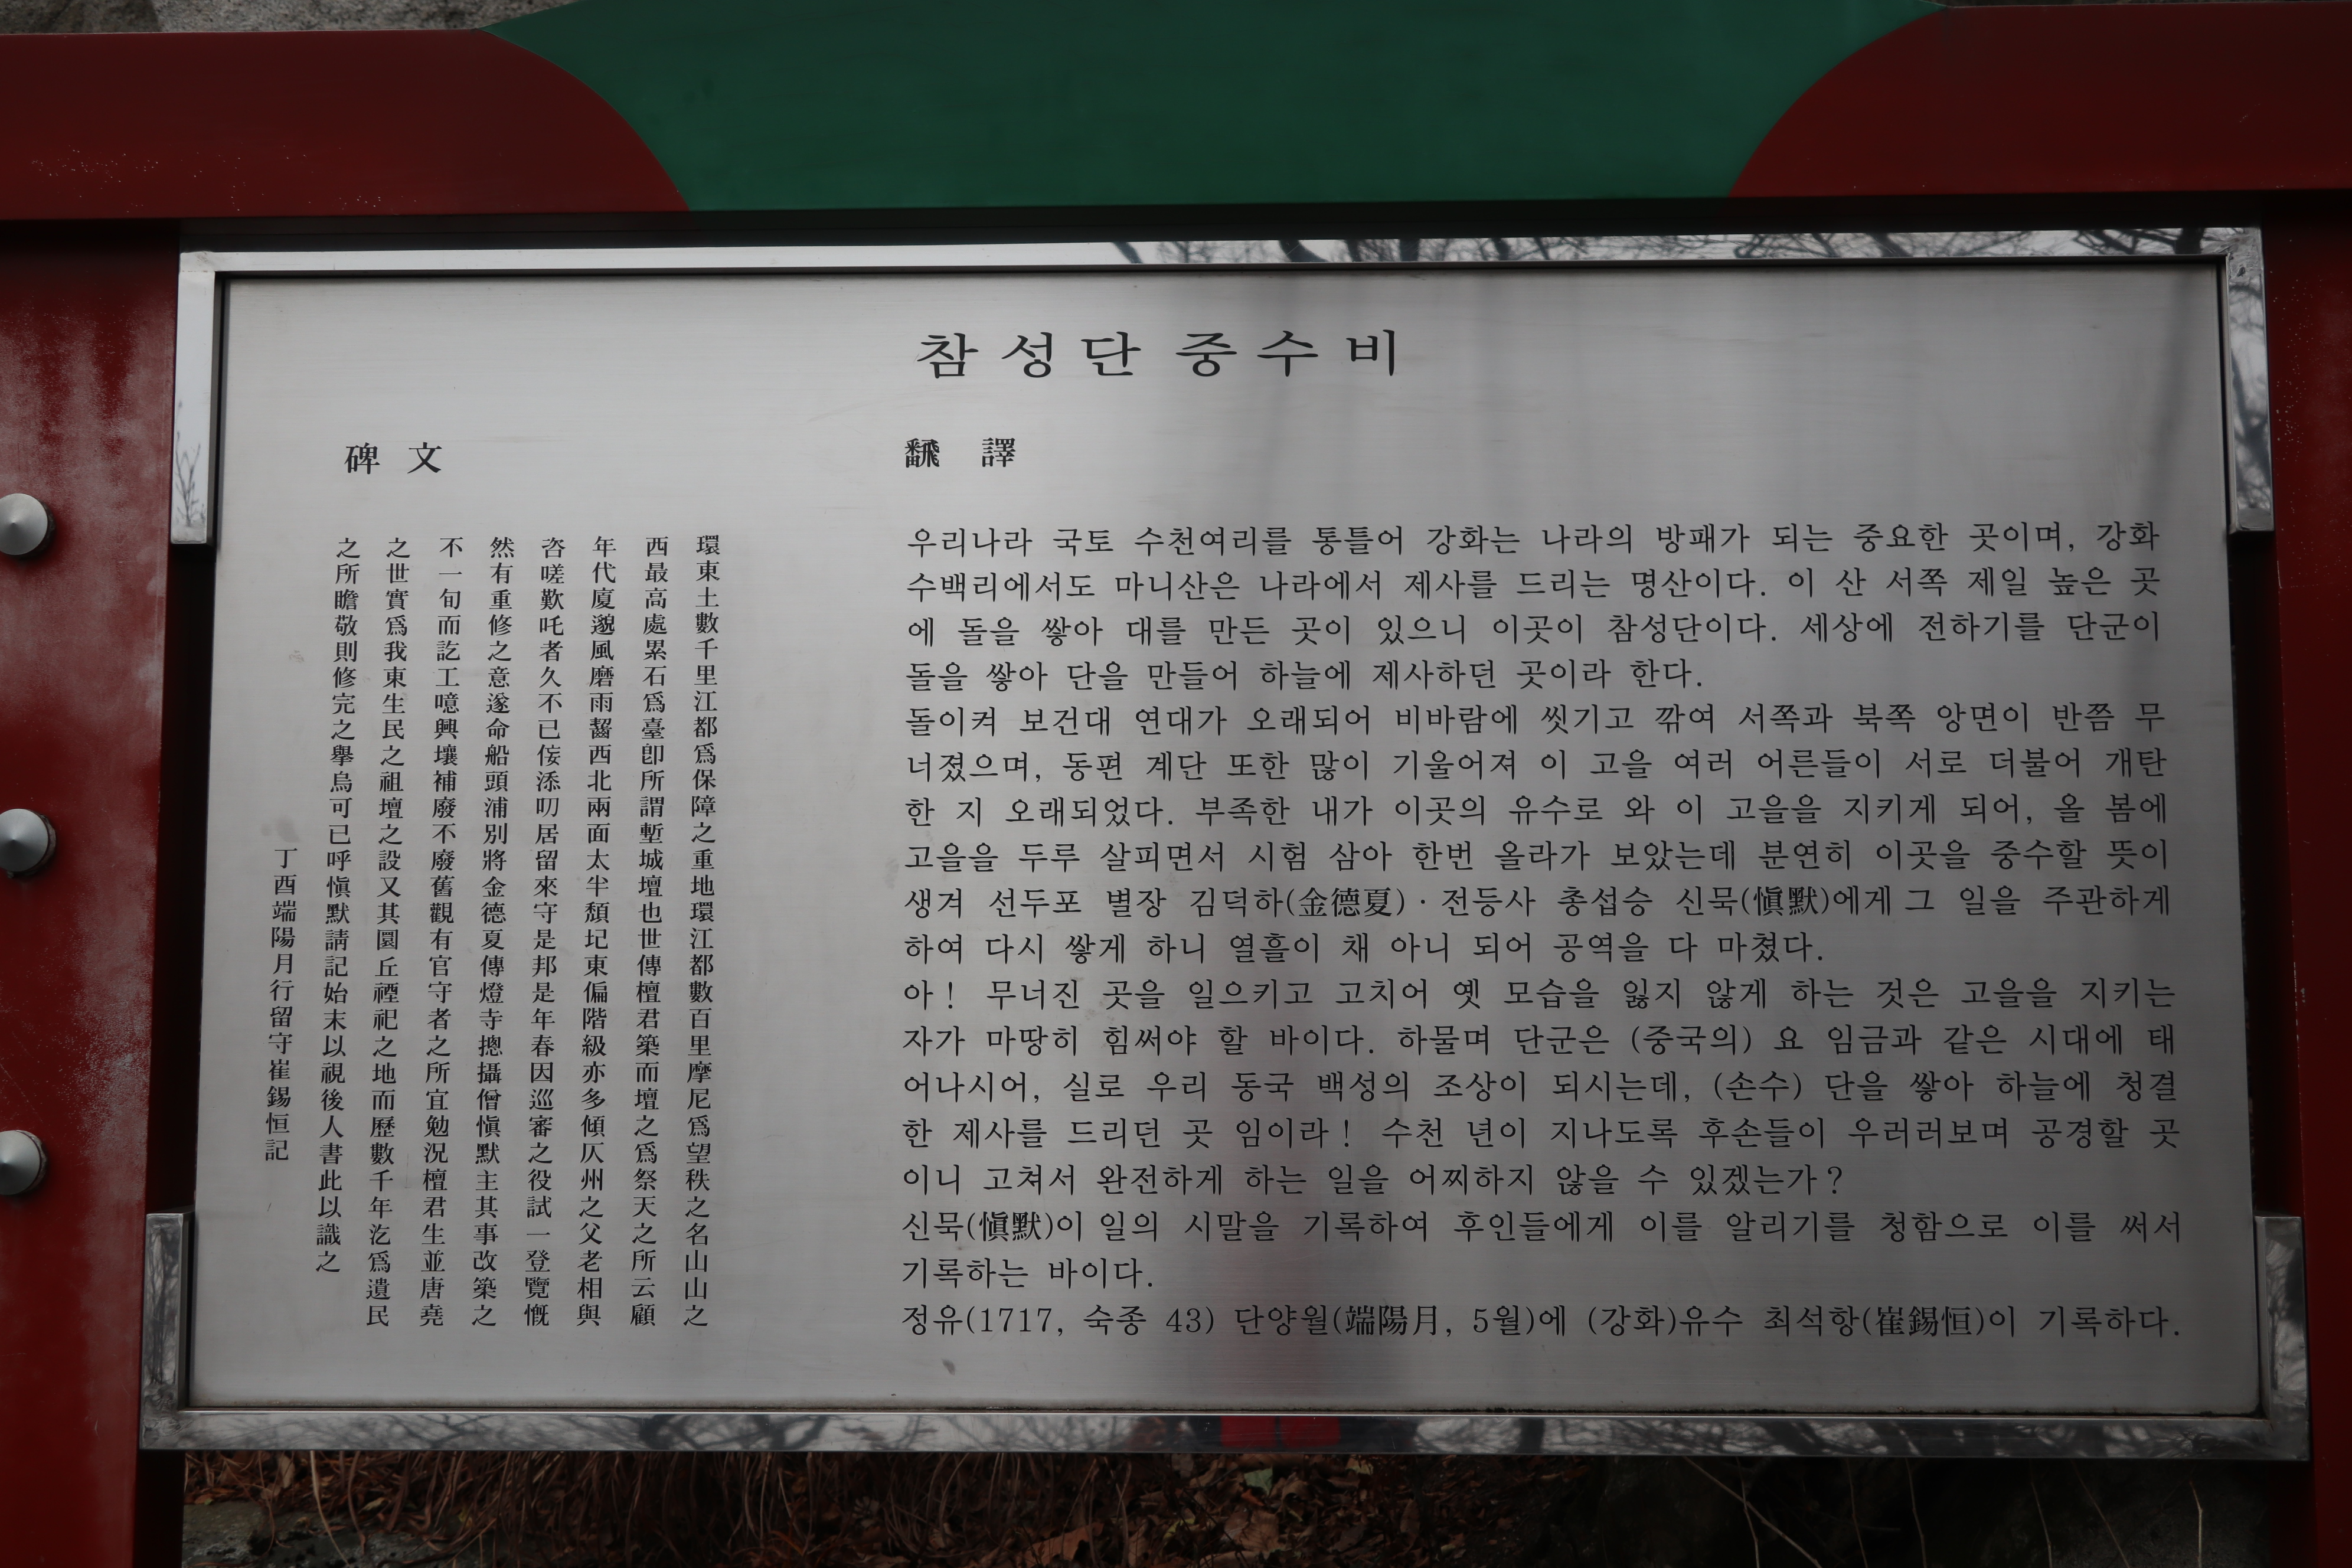 참성단 중수비
碑文
環東土數千里江都爲保障之重地環江都數百里摩尼爲望秩之名山山之
西最高處累石爲臺卽所謂塹城壇也世傳檀君築而壇之爲祭天之所云顧
年代廈邈風磨雨齧西北兩面太半頹圮東偏階級亦多傾仄州之父老相與
咨嗟歎吒者久不已侫添叨居留來守是邦是年春因巡審之役試一登覽慨
然有重修之意遂命船頭浦別將金德夏傳燈寺摠攝僧愼默主其事改築之
不一旬而訖工噫興壤補廢不廢舊觀有官守者之所宜勉況檀君生並唐堯
之世實爲我東生民之祖壇之設又其圜丘禋祀之地而歷數千年汔爲遺民
之所瞻敬則修完之擧烏可已呼愼默請記始末以視後人書此以識之
丁酉端陽月行留守崔錫恒記
飜譯
우리나라 국토 수천여리를 통틀어 강화는 나라의 방패가 되는 중요한 곳이며, 강화
수백리에서도 마니산은 나라에서 제사를 드리는 명산이다. 이 산 서쪽 제일 높은 곳
에 돌을 쌓아 대를 만든 곳이 있으니 이곳이 참성단이다. 세상에 전하기를 단군이
돌을 쌓아 단을 만들어 하늘에 제사하던 곳이라 한다.
돌이켜 보건대 연대가 오래되어 비바람에 씻기고 깎여 서쪽과 북쪽 앙면이 반쯤 무
너졌으며, 동편 계단 또한 많이 기울어져 이 고을 여러 어른들이 서로 더불어 개탄
한 지 오래되었다. 부족한 내가 이곳의 유수로 와 이 고을을 지키게 되어, 올 봄에
고을을 두루 살피면서 시험 삼아 한번 올라가 보았는데 분연히 이곳을 중수할 뜻이
생겨 선두포 별장 김덕하(金德夏)·전등사 총섭승 신묵(愼默)에게 그 일을 주관하게
하여 다시 쌓게 하니 열흘이 채 아니 되어 공역을 다 마쳤다.
아! 무너진 곳을 일으키고 고치어 옛 모습을 잃지 않게 하는 것은 고을을 지키는
자가 마땅히 힘써야 할 바이다. 하물며 단군은 (중국의) 요 임금과 같은 시대에 태
어나시어, 실로 우리 동국 백성의 조상이 되시는데, (손수) 단을 쌓아 하늘에 청결
한 제사를 드리던 곳 임이라! 수천 년이 지나도록 후손들이 우러러보며 공경할 곳
이니 고쳐서 완전하게 하는 일을 어찌하지 않을 수 있겠는가?
신묵(愼默)이 일의 시말을 기록하여 후인들에게 이를 알리기를 청함으로 이를 써서
기록하는 바이다.
정유(1717, 숙종 43) 단양월(端陽月, 5월)에 (강화)유수 최석항(崔錫恒)이 기록하다.